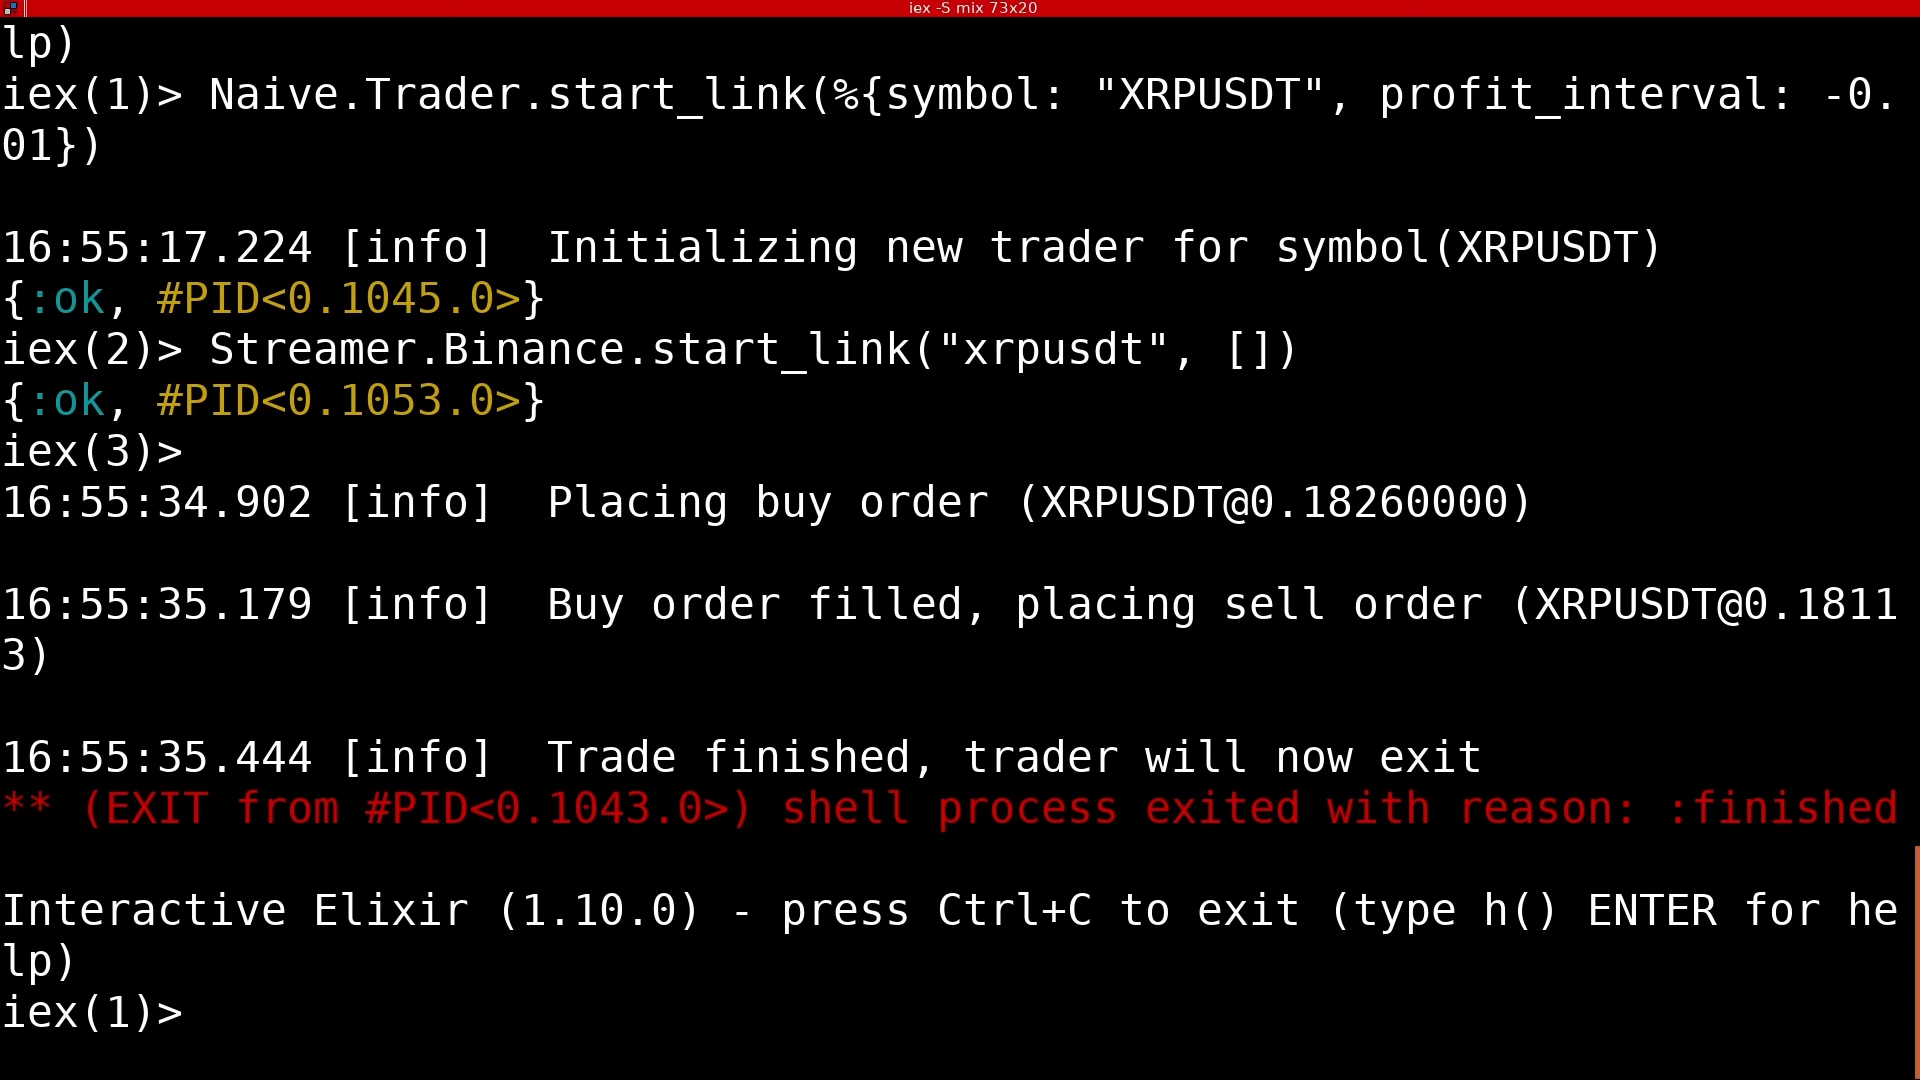 iex -S mix 73x20
lp)
iex(1)> Naive.Trader.start_link(%{symbol: "XRPUSDT", profit_interval: -0.
01})
16:55:17.224 [info]  Initializing new trader for symbol(XRPUSDT)
{:ok, #PID<0.1045.0>}
iex(2)> Streamer.Binance.start_link("xrpusdt", [])
{:ok, #PID<0.1053.0>}
iex(3)>
16:55:34.902 [info]  Placing buy order (XRPUSDT@0.18260000)
16:55:35.179 [info]  Buy order filled, placing sell order (XRPUSDT@0.1811
3)
16:55:35.444 [info]  Trade finished, trader will now exit
** (EXIT from #PID<0.1043.0>) shell process exited with reason: :finished
Interactive Elixir (1.10.0) - press Ctrl+C to exit (type h() ENTER for he
lp)
iex(1)>